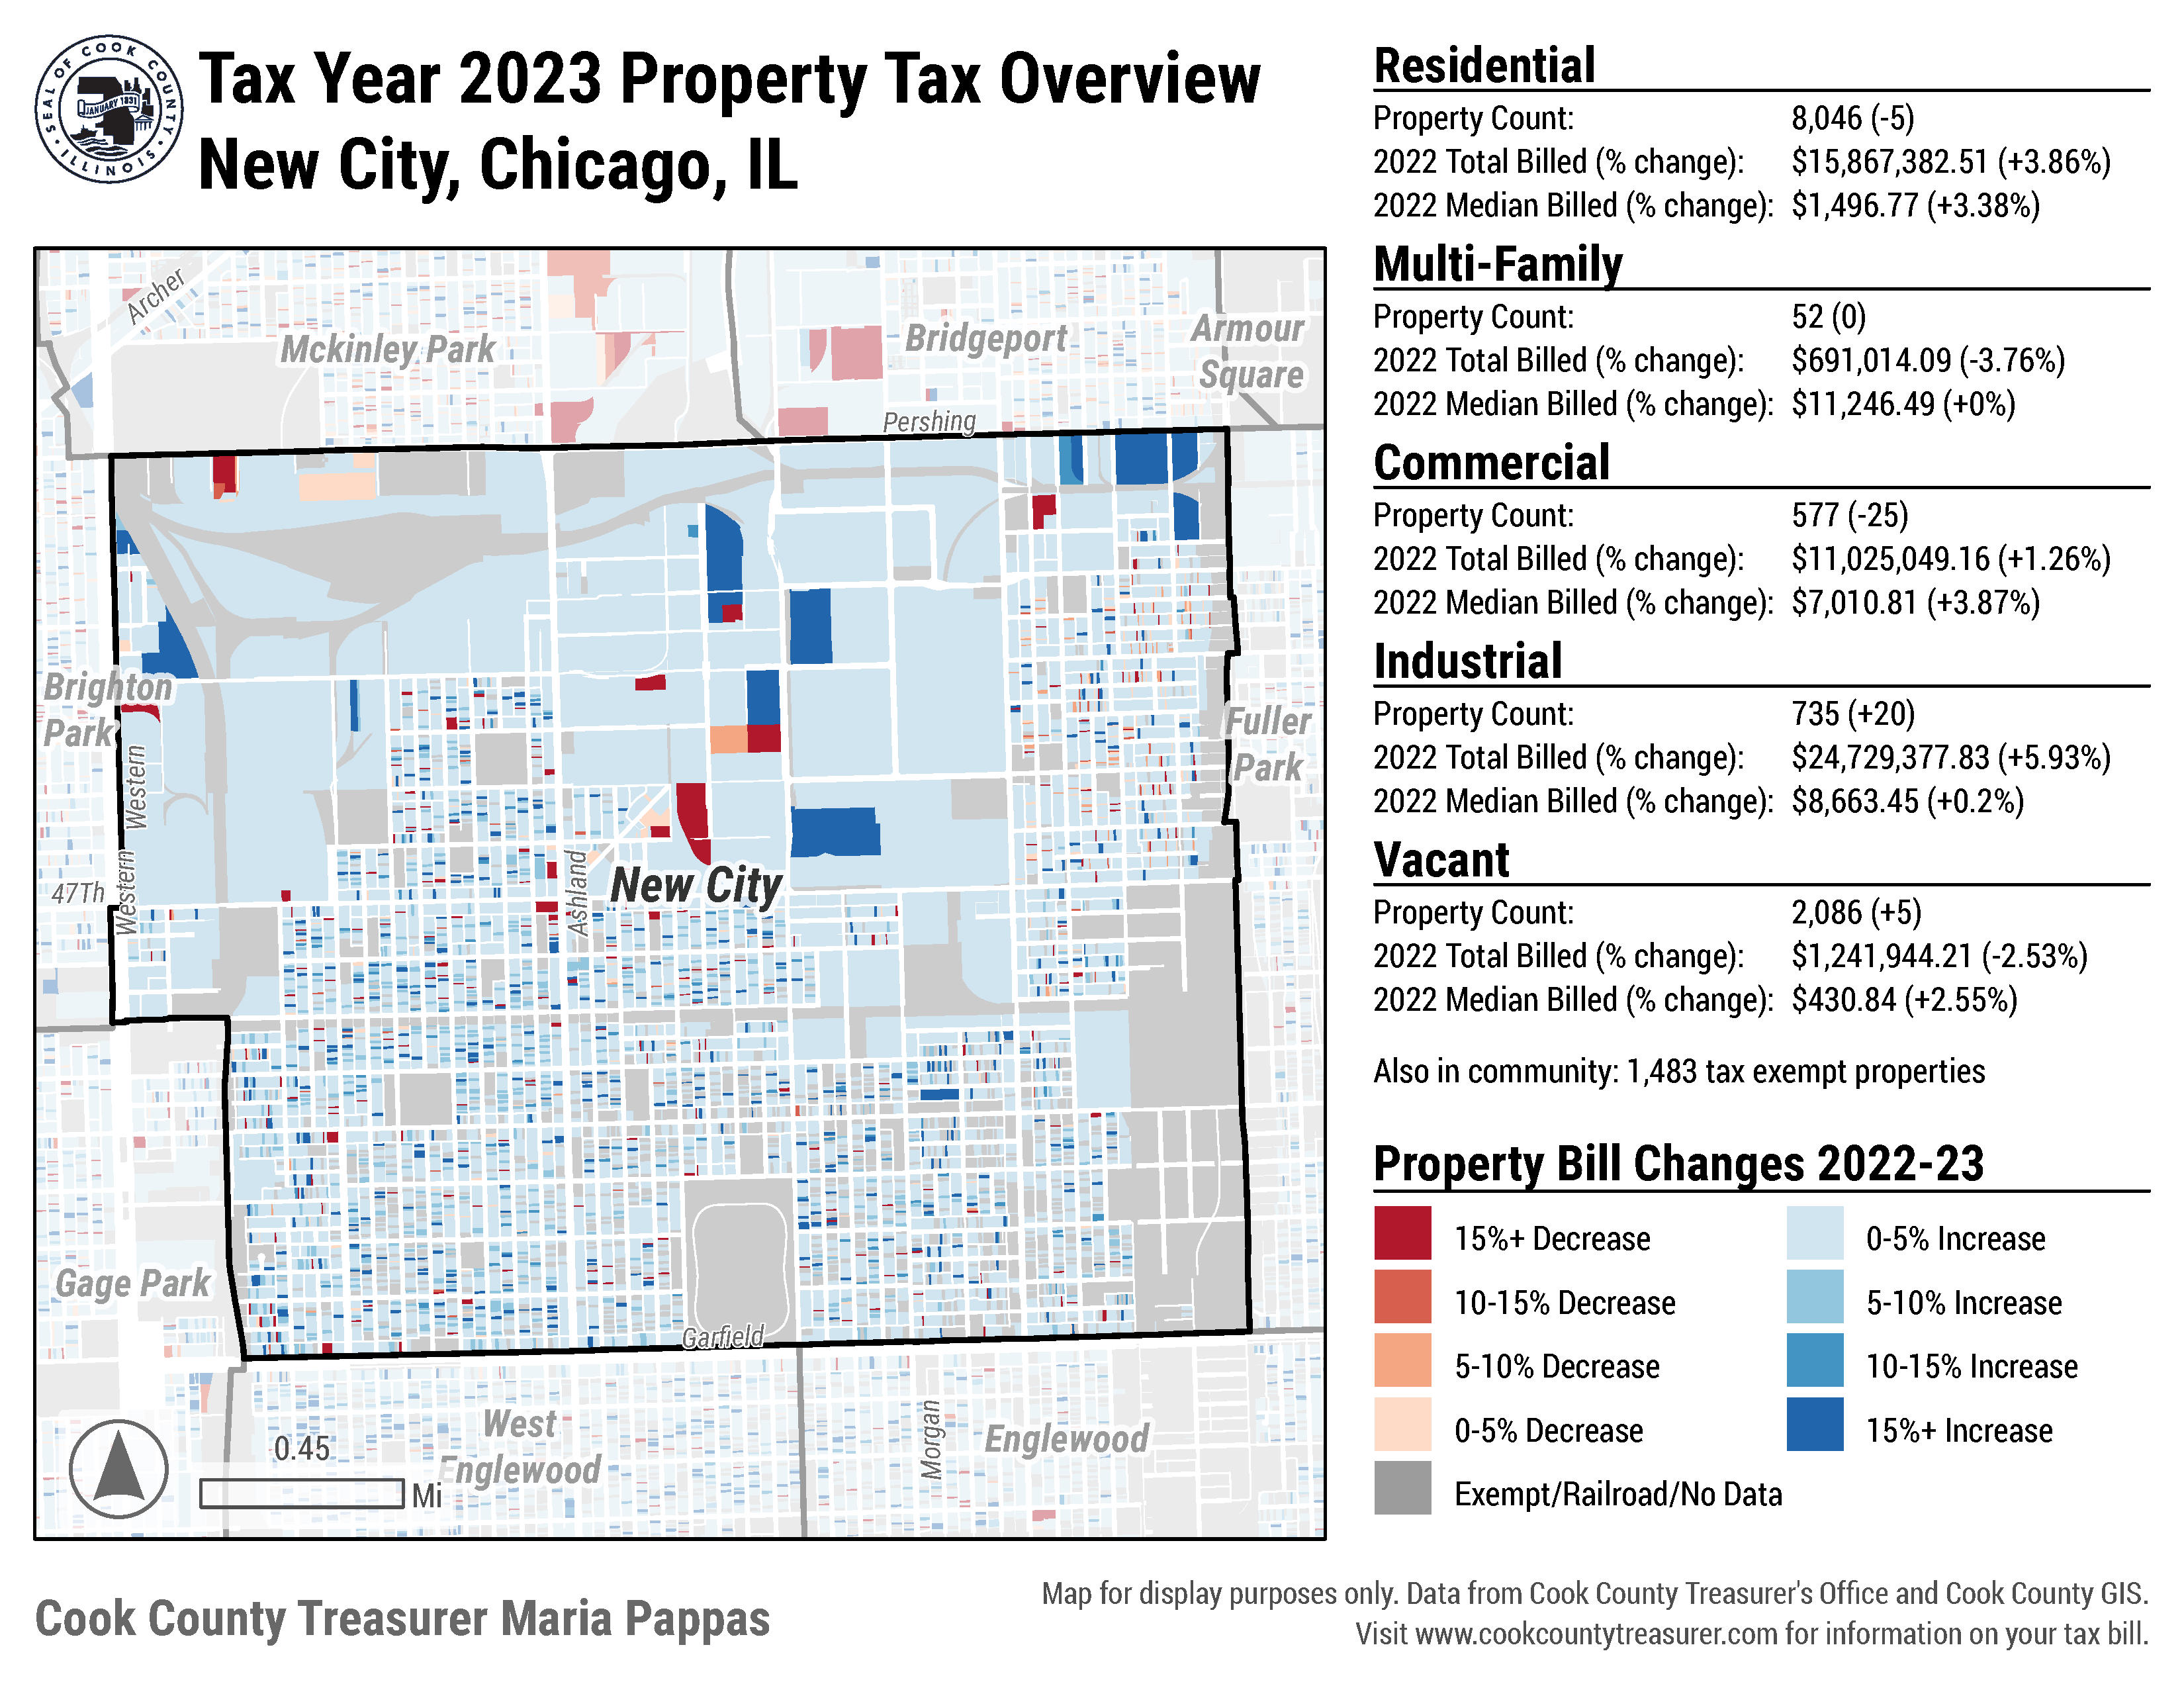 SEAL OF COOK COUNTY
ILLINOIS
JANUARY 1831
Tax Year 2023 Property Tax Overview
New City, Chicago, IL
Archer
Mckinley Park
Bridgeport
Armour
Square
Pershing
Brighton
Park
Western
Western
47Th
Ashland
New City
Fuller
Park
Gage Park
Garfield
West
Englewood
Morgan
Englewood
0.45
Mi
Residential
Property Count: 8,046 (-5)
2022 Total Billed (% change): $15,867,382.51 (+3.86%)
2022 Median Billed (% change): $1,496.77 (+3.38%)
Multi-Family
Property Count: 52 (0)
2022 Total Billed (% change): $691,014.09 (-3.76%)
2022 Median Billed (% change): $11,246.49 (+0%)
Commercial
Property Count: 577 (-25)
2022 Total Billed (% change): $11,025,049.16 (+1.26%)
2022 Median Billed (% change): $7,010.81 (+3.87%)
Industrial
Property Count: 735 (+20)
2022 Total Billed (% change): $24,729,377.83 (+5.93%)
2022 Median Billed (% change): $8,663.45 (+0.2%)
Vacant
Property Count: 2,086 (+5)
2022 Total Billed (% change): $1,241,944.21 (-2.53%)
2022 Median Billed (% change): $430.84 (+2.55%)
Also in community: 1,483 tax exempt properties
Property Bill Changes 2022-23
15%+ Decrease
0-5% Increase
10-15% Decrease
5-10% Increase
5-10% Decrease
10-15% Increase
0-5% Decrease
15%+ Increase
Exempt/Railroad/No Data
Cook County Treasurer Maria Pappas
Map for display purposes only. Data from Cook County Treasurer's Office and Cook County GIS.
Visit www.cookcountytreasurer.com for information on your tax bill.